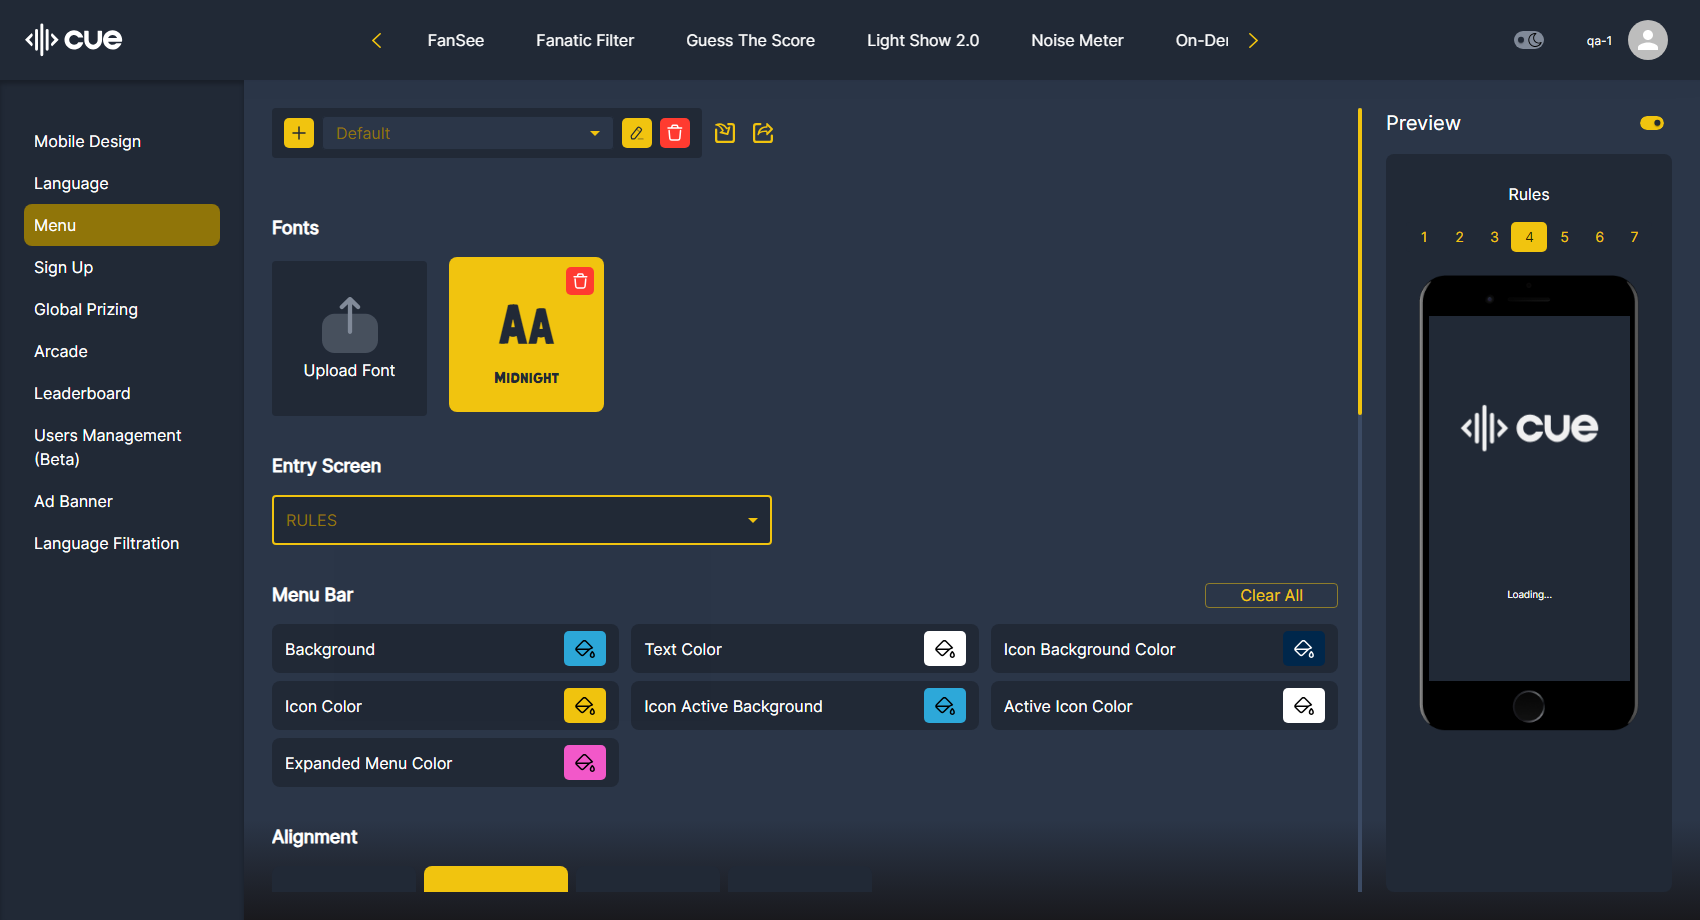 cue
FanSee
Fanatic Filter
Guess The Score
Light Show 2.0
Noise Meter
On-De
qa-1
Mobile Design
Language
Menu
Sign Up
Global Prizing
Arcade
Leaderboard
Users Management
(Beta)
Ad Banner
Language Filtration
Default
Fonts
Upload Font
AA
MIDNIGHT
Entry Screen
RULES
Menu Bar
Clear All
Background
Text Color
Icon Background Color
Icon Color
Icon Active Background
Active Icon Color
Expanded Menu Color
Alignment
Preview
Rules
1 2 3 4 5 6 7
cue
Loading...